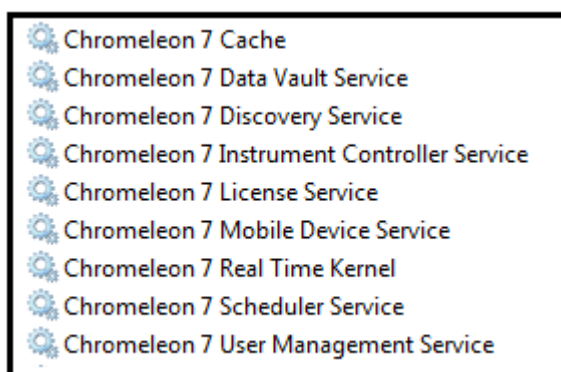 Chromeleon 7 Cache
Chromeleon 7 Data Vault Service
Chromeleon 7 Discovery Service
Chromeleon 7 Instrument Controller Service
Chromeleon 7 License Service
Chromeleon 7 Mobile Device Service
Chromeleon 7 Real Time Kernel
Chromeleon 7 Scheduler Service
Chromeleon 7 User Management Service